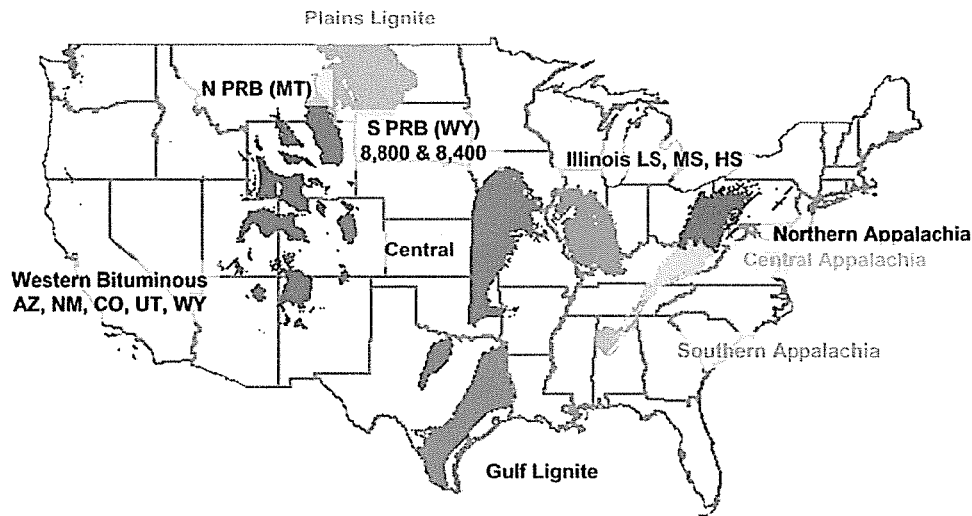 Plains Lignite
N PRB (MT)
S PRB (WY)
8,800 & 8,400
Illinois LS, MS, HS
Northern Appalachia
Central Appalachia
Central
Western Bituminous
AZ, NM, CO, UT, WY
Southern Appalachia
Gulf Lignite